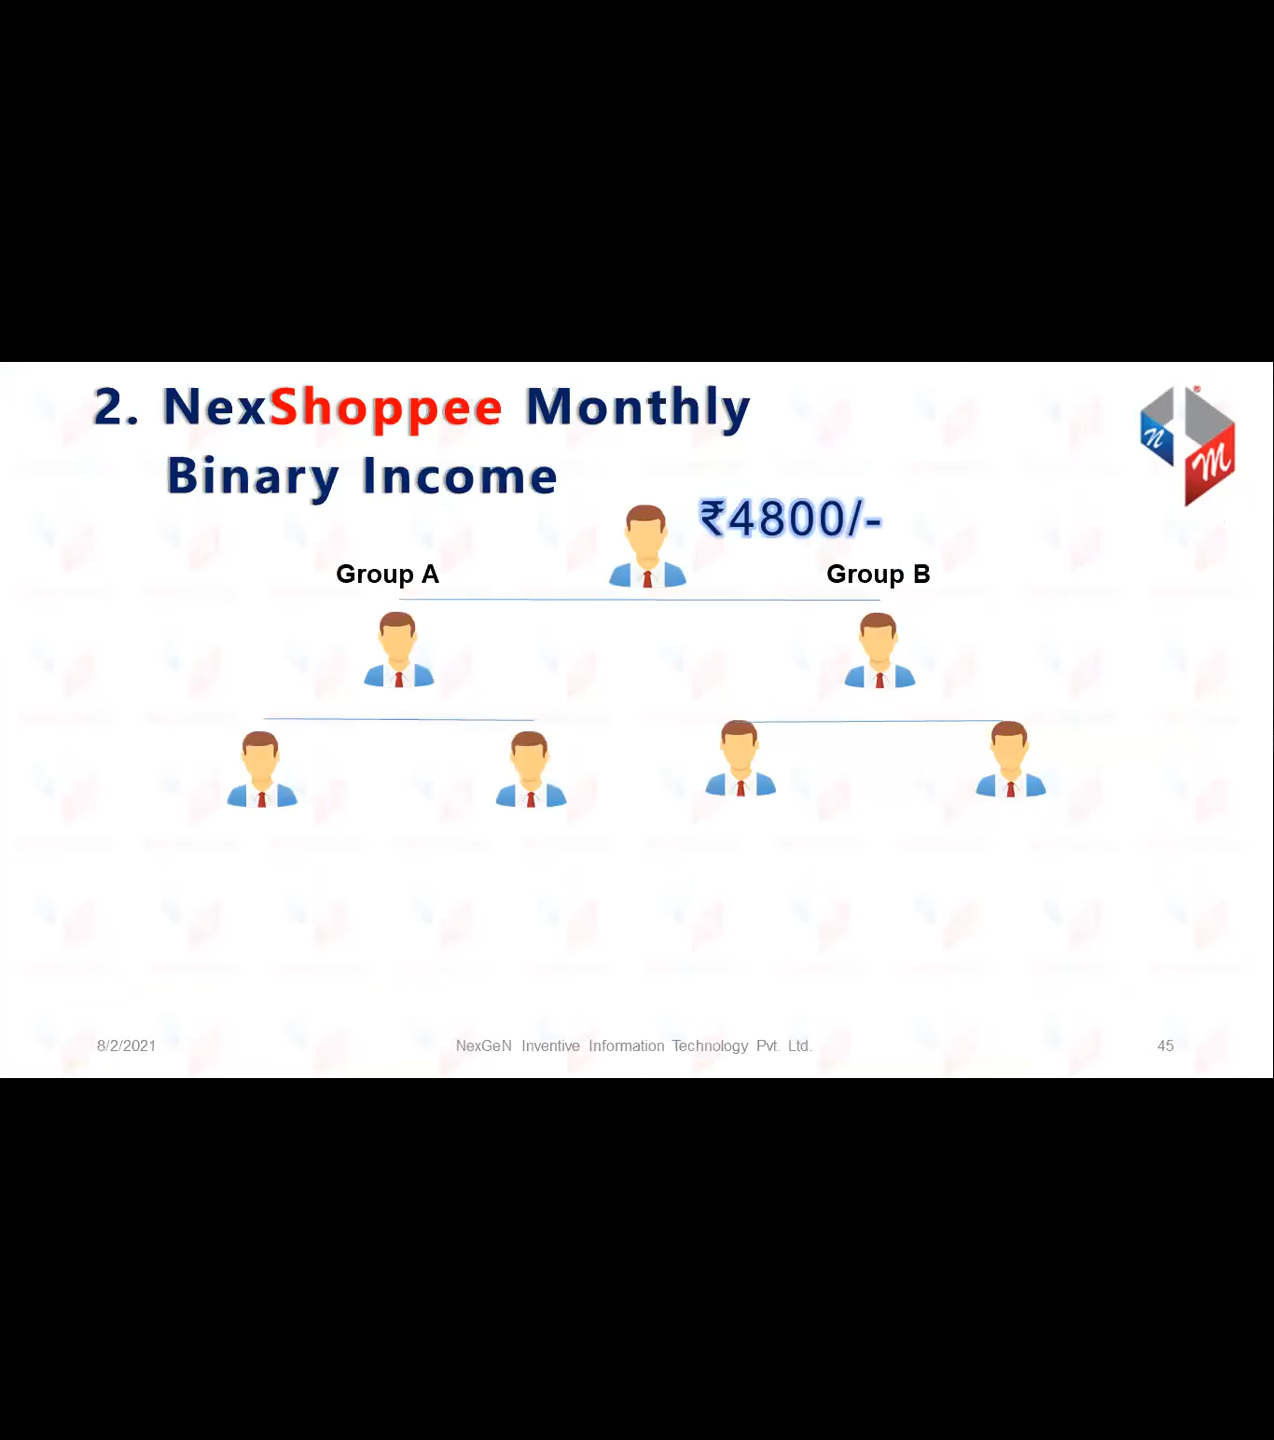 2. NexShoppee Monthly
Binary Income
₹4800/-
Group A
Group B
8/2/2021
NexGeN Inventive Information Technology Pvt. Ltd.
45